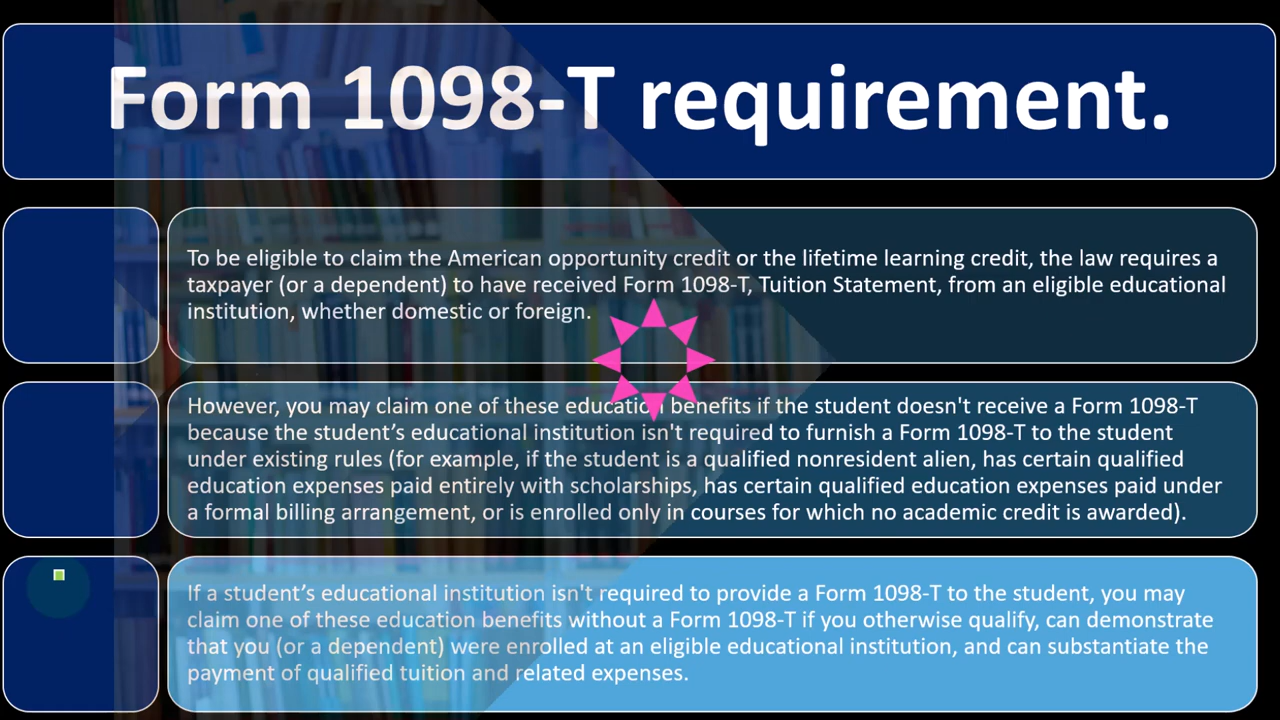 Form 1098-T requirement.
To be eligible to claim the American opportunity credit or the lifetime learning credit, the law requires a
taxpayer (or a dependent) to have received Form 1098-T, Tuition Statement, from an eligible educational
institution, whether domestic or foreign.
However, you may claim one of these education benefits if the student doesn't receive a Form 1098-T
because the student’s educational institution isn't required to furnish a Form 1098-T to the student
under existing rules (for example, if the student is a qualified nonresident alien, has certain qualified
education expenses paid entirely with scholarships, has certain qualified education expenses paid under
a formal billing arrangement, or is enrolled only in courses for which no academic credit is awarded).
If a student’s educational institution isn't required to provide a Form 1098-T to the student, you may
claim one of these education benefits without a Form 1098-T if you otherwise qualify, can demonstrate
that you (or a dependent) were enrolled at an eligible educational institution, and can substantiate the
payment of qualified tuition and related expenses.